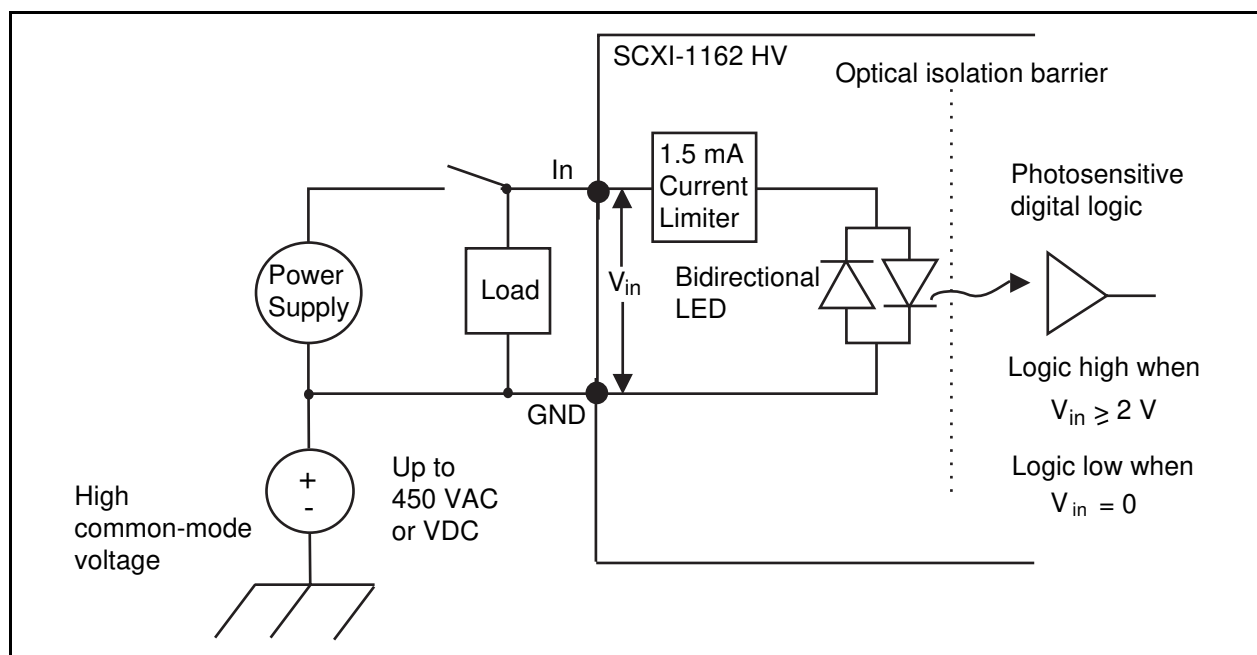 SCXI-1162 HV
Optical isolation barrier
In
1.5 mA
Current
Limiter
Photosensitive
digital logic
Power
Supply
Load
Vin
Bidirectional
LED
GND
Logic high when
Vin ≥ 2 V
Logic low when
Vin = 0
High
common-mode
voltage
+
-
Up to
450 VAC
or VDC